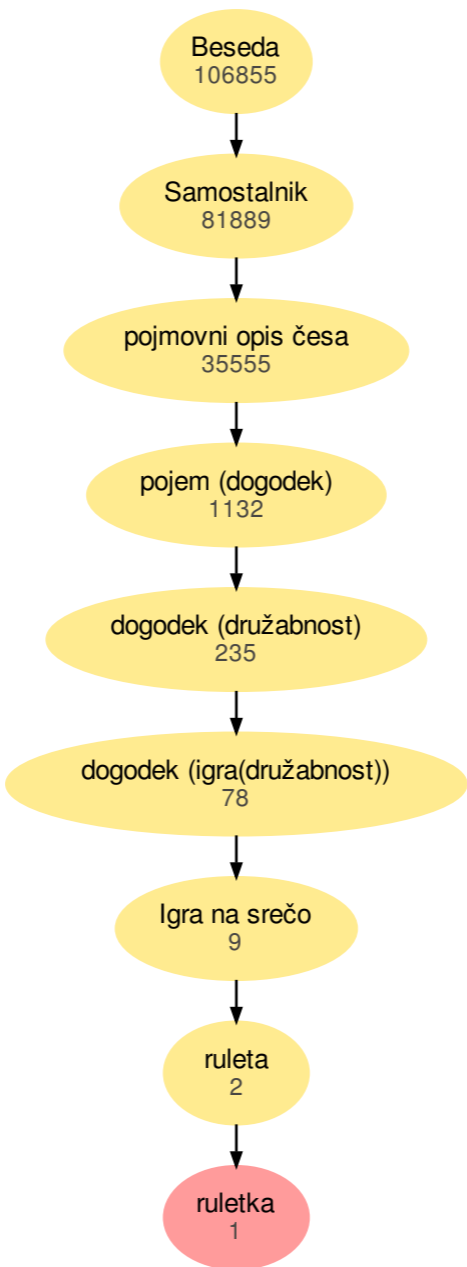 Beseda
106855
Samostalnik
81889
pojmovni opis česa
35555
pojem (dogodek)
1132
dogodek (družabnost)
235
dogodek (igra(družabnost))
78
Igra na srečo
9
ruleta
2
ruletka
1